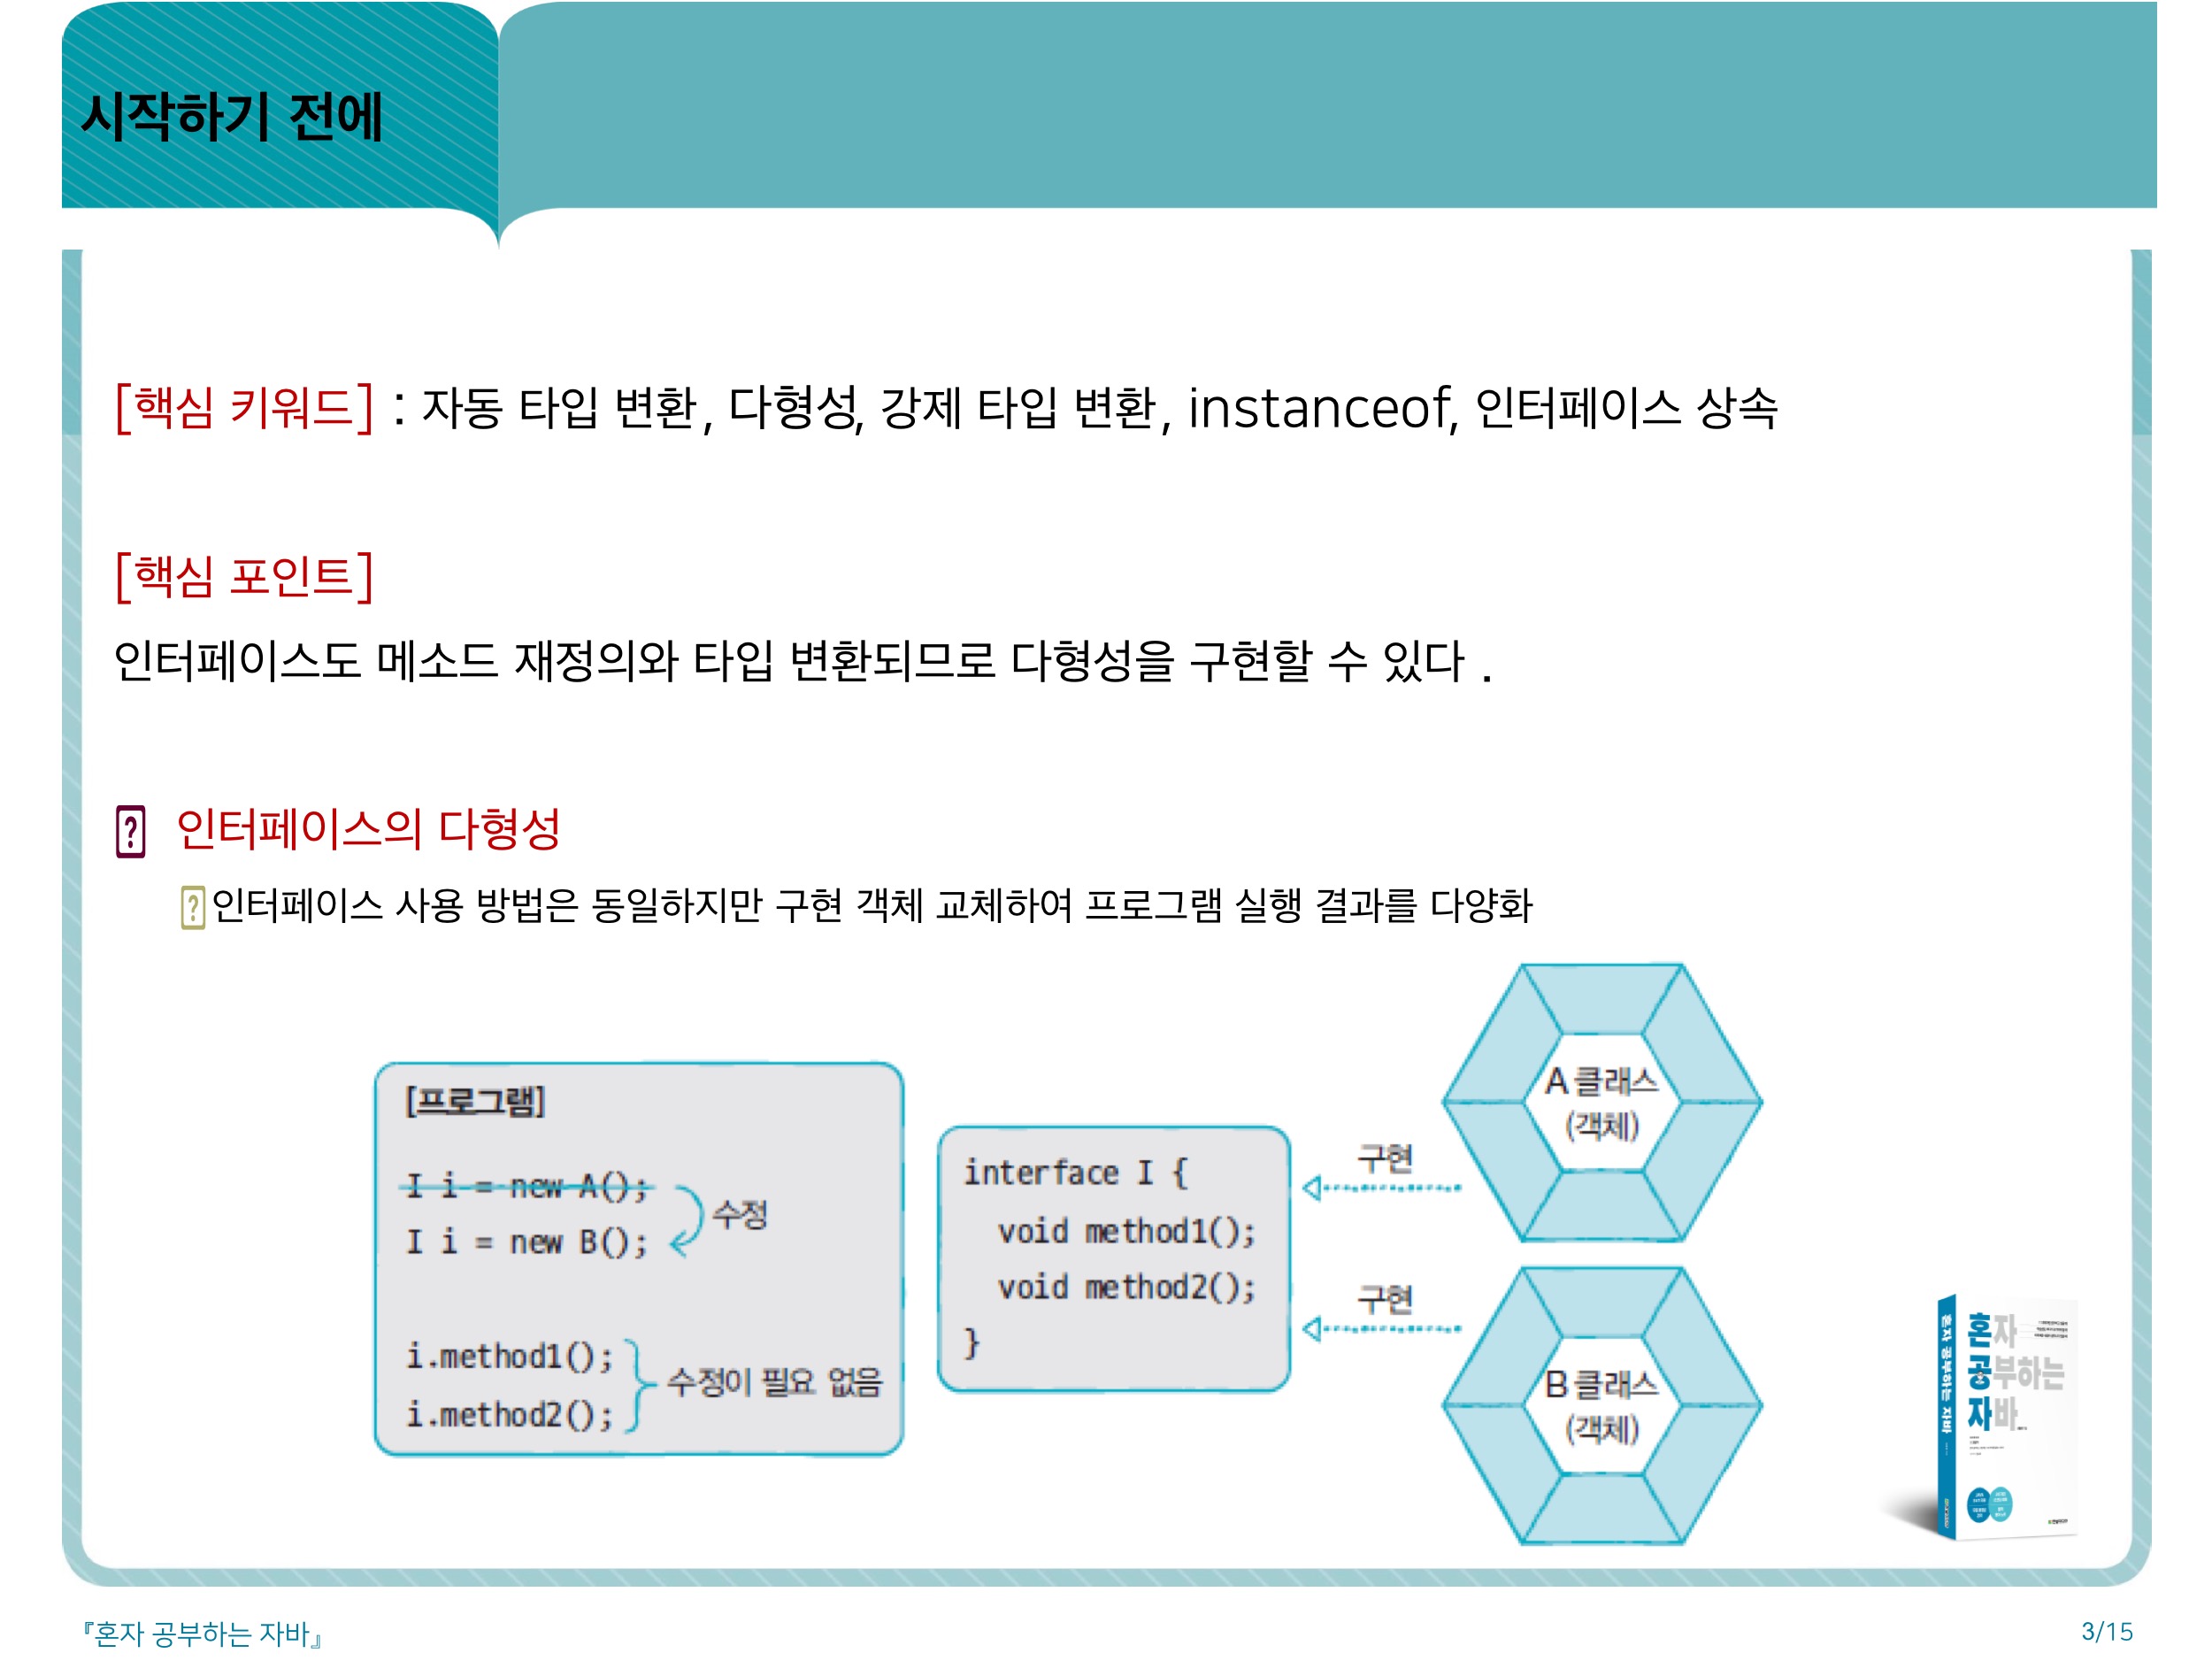 시작하기 전에
[핵심 키워드] : 자동 타입 변환, 다형성, 강제 타입 변환, instanceof, 인터페이스 상속
[핵심 포인트]
인터페이스도 메소드 재정의와 타입 변환되므로 다형성을 구현할 수 있다 .
인터페이스의 다형성
인터페이스 사용 방법은 동일하지만 구현 객체 교체하여 프로그램 실행 결과를 다양화
[프로그램]
I i = new A();
수정
I i = new B();
i.method1();
수정이 필요 없음
i.method2();
interface I {
void method1();
void method2();
}
구현
구현
A 클래스
(객체)
B 클래스
(객체)
혼자 공부하는 자바
혼자
공부하는
자바
『혼자 공부하는 자바』
3/15